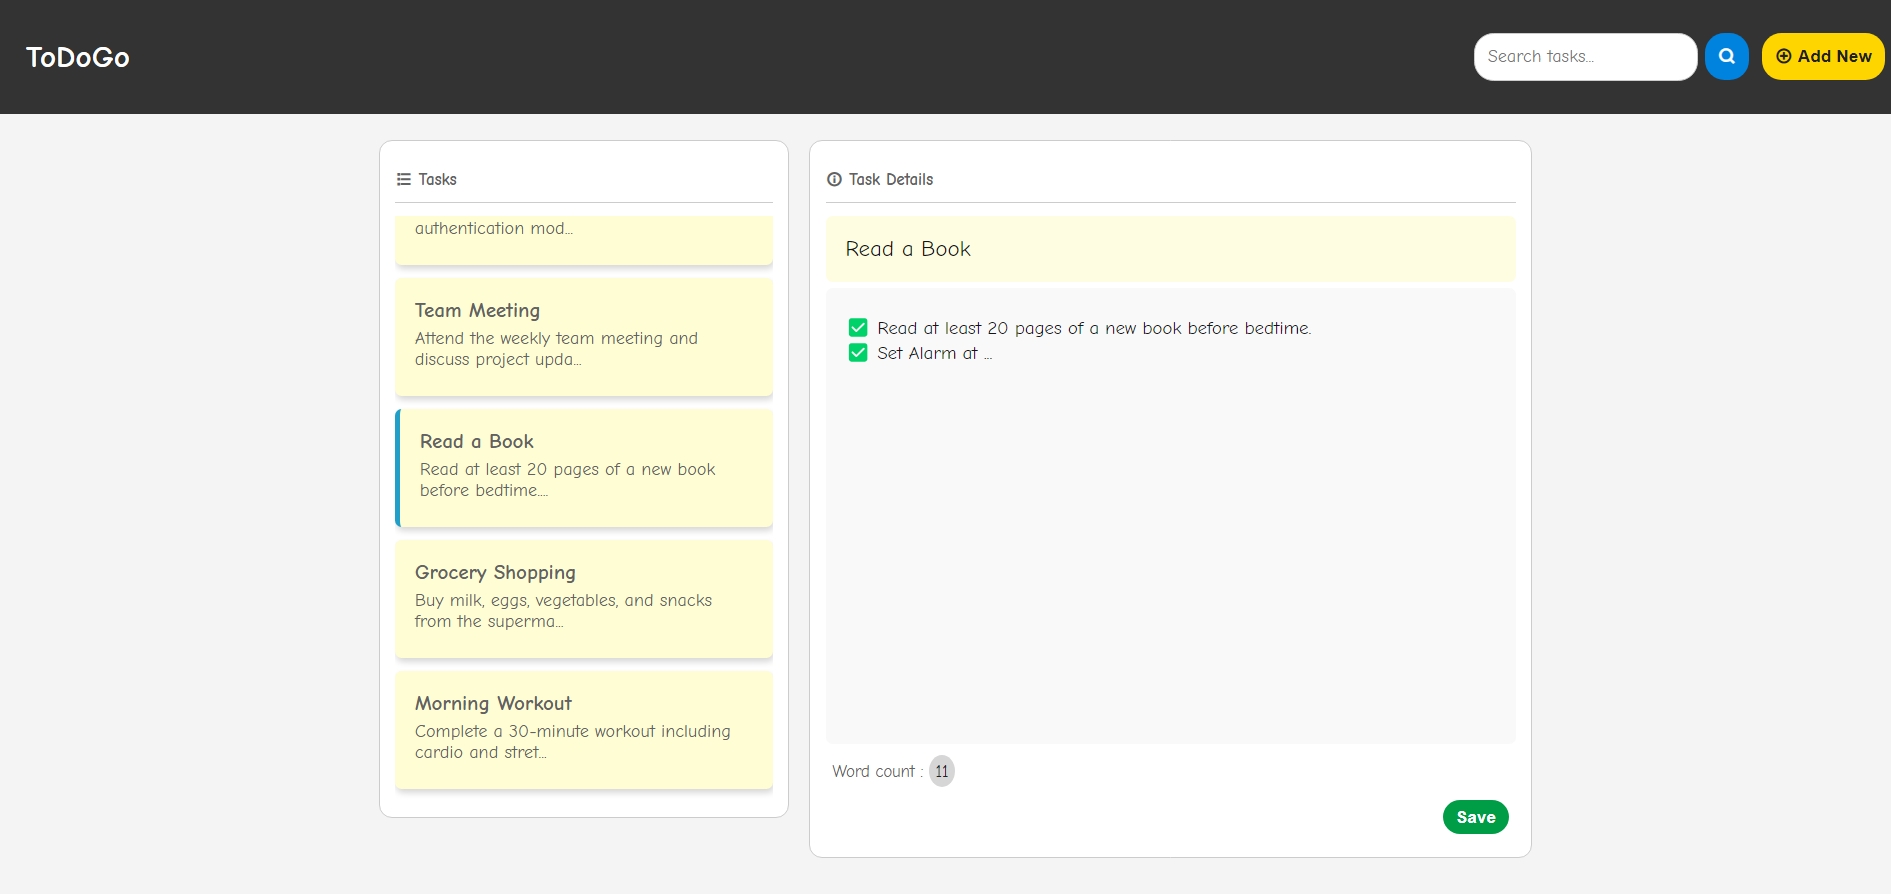 ToDoGo
Search tasks...
Add New
Tasks
authentication mod...
Team Meeting
Attend the weekly team meeting and
discuss project upda...
Read a Book
Read at least 20 pages of a new book
before bedtime....
Grocery Shopping
Buy milk, eggs, vegetables, and snacks
from the superma...
Morning Workout
Complete a 30-minute workout including
cardio and stret...
Task Details
Read a Book
✅ Read at least 20 pages of a new book before bedtime.
✅ Set Alarm at ...
Word count : 11
Save